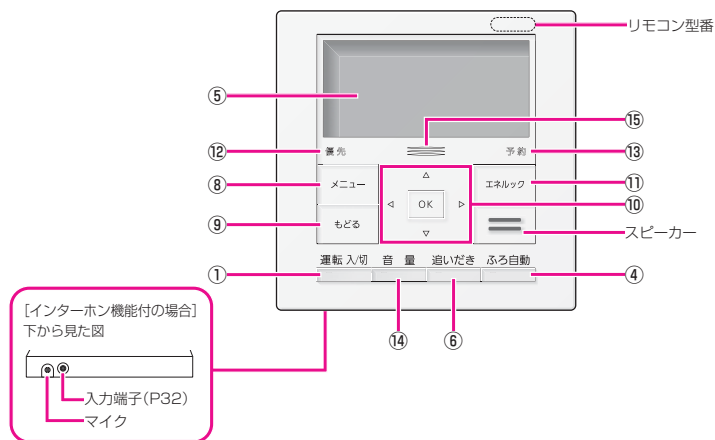 リモコン型番
⑤
⑮
⑫
優先
予約
⑬
⑧
メニュー
エネルック
⑪
OK
⑩
⑨
もどる
スピーカー
運転 入/切
音 量
追いだき
ふろ自動
①
④
⑭
⑥
[インターホン機能付の場合]
下から見た図
入力端子(P32)
マイク